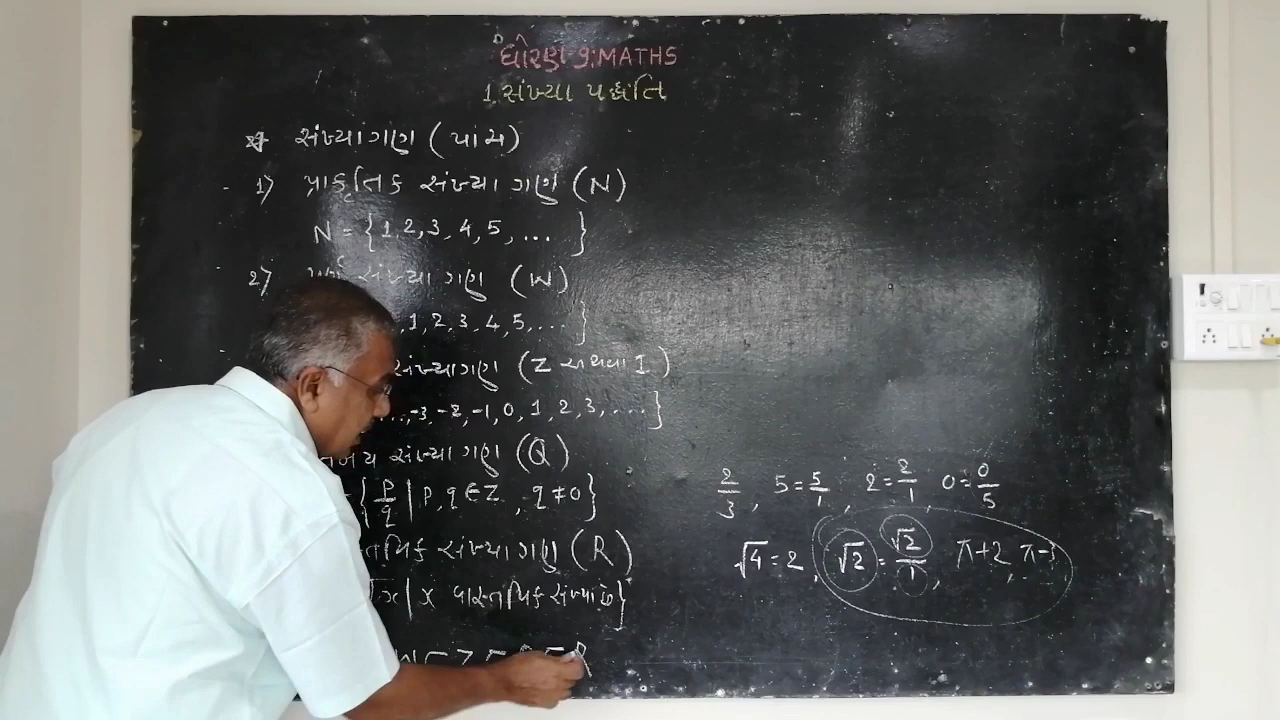 ધોરણ 9:MATHS
1. સંખ્યા પદ્ધતિ
* સંખ્યાગણ (પાંચ)
1) પ્રાકૃતિક સંખ્યા ગણ (N)
N = {1, 2, 3, 4, 5, ... }
2) પૂર્ણ સંખ્યા ગણ (W)
, 1, 2, 3, 4, 5, ... }
સંખ્યાગણ (Z અથવા I)
...,-3, -2, -1, 0, 1, 2, 3, .... }
સંખ્યા ગણ (Q)
{p/q | p, q ∈ Z , q ≠ 0}
સંખ્યા ગણ (R)
x | x વાસ્તવિક સંખ્યા છે}
2/3 , 5 = 5/1 , 2 = 2/1 , 0 = 0/5
√4 = 2 , √2 = √2/1 , π+2, π-3